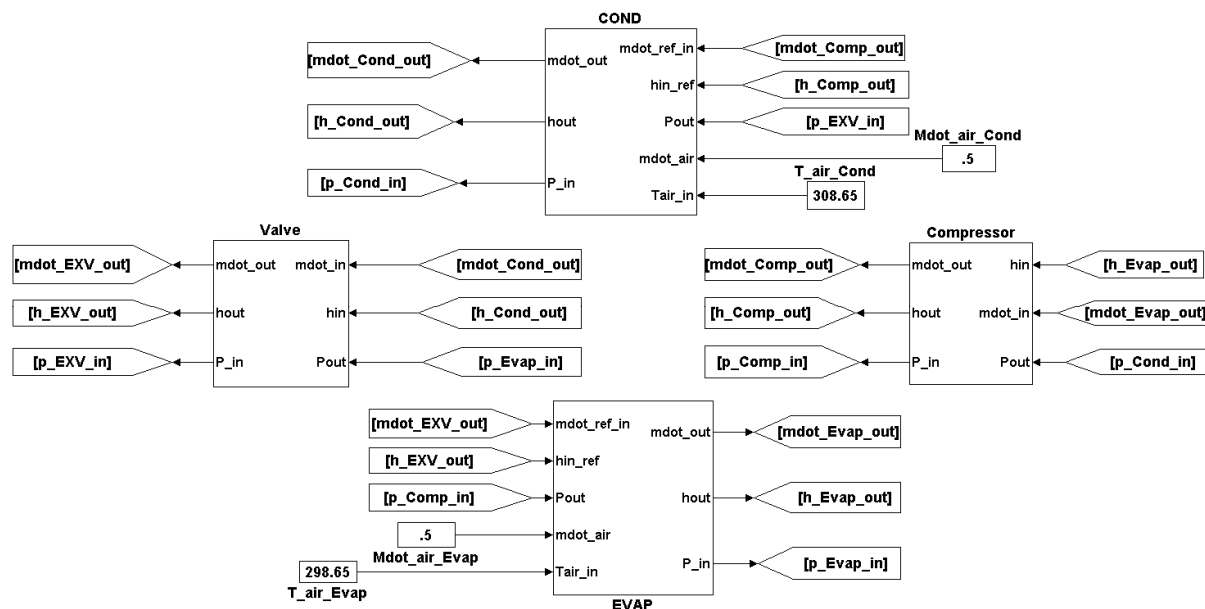 COND
[mdot_Cond_out]
mdot_out
mdot_ref_in
[mdot_Comp_out]
hin_ref
[h_Comp_out]
[h_Cond_out]
hout
Pout
[p_EXV_in]
Mdot_air_Cond
mdot_air
.5
T_air_Cond
[p_Cond_in]
P_in
Tair_in
308.65
Valve
[mdot_EXV_out]
mdot_out
mdot_in
[mdot_Cond_out]
[h_EXV_out]
hout
hin
[h_Cond_out]
[p_EXV_in]
P_in
Pout
[p_Evap_in]
Compressor
[mdot_Comp_out]
mdot_out
hin
[h_Evap_out]
[h_Comp_out]
hout
mdot_in
[mdot_Evap_out]
[p_Comp_in]
P_in
Pout
[p_Cond_in]
[mdot_EXV_out]
mdot_ref_in
mdot_out
[mdot_Evap_out]
[h_EXV_out]
hin_ref
[p_Comp_in]
Pout
hout
[h_Evap_out]
.5
mdot_air
Mdot_air_Evap
P_in
[p_Evap_in]
298.65
Tair_in
T_air_Evap
EVAP